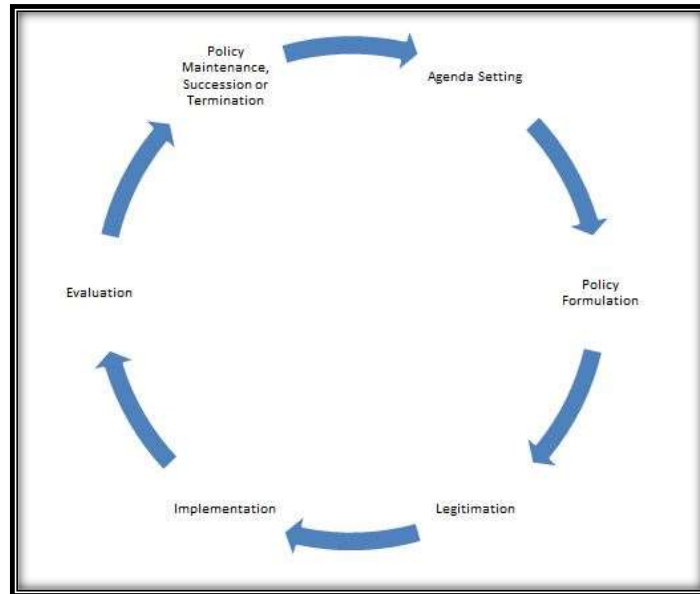 Policy
Maintenance,
Succession or
Termination
Agenda Setting
Policy
Formulation
Legitimation
Implementation
Evaluation